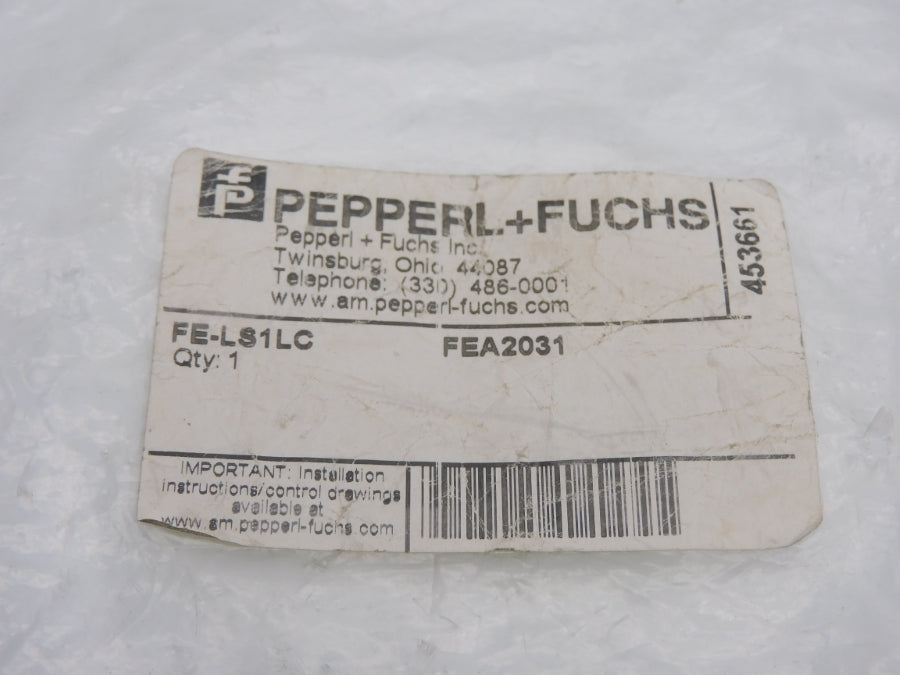 PEPPERL+FUCHS
Pepperl + Fuchs Inc.
Twinsburg, Ohio 44087
Telephone: (330) 486-0001
www.am.pepperl-fuchs.com
453661
FE-LS1LC FEA2031
Qty: 1
IMPORTANT: Installation
instructions/control drawings
available at
www.am.pepperl-fuchs com